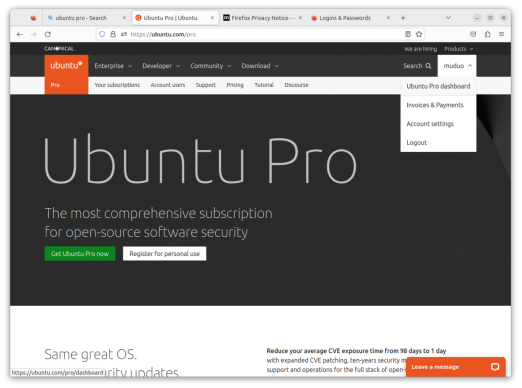 ubuntu pro - Search
Ubuntu Pro | Ubuntu
Firefox Privacy Notice —
Logins & Passwords
https://ubuntu.com/pro
CANONICAL
We are hiring
Products
ubuntu
Enterprise
Developer
Community
Download
Search
muduo
Pro
Your subscriptions
Account users
Support
Pricing
Tutorial
Discourse
Ubuntu Pro dashboard
Invoices & Payments
Account settings
Logout
Ubuntu Pro
The most comprehensive subscription
for open-source software security
Get Ubuntu Pro now
Register for personal use
Same great OS.
security updates
Reduce your average CVE exposure time from 98 days to 1 day
with expanded CVE patching, ten-years security
support and operations for the full stack of open-
Leave a message
https://ubuntu.com/pro/dashboard